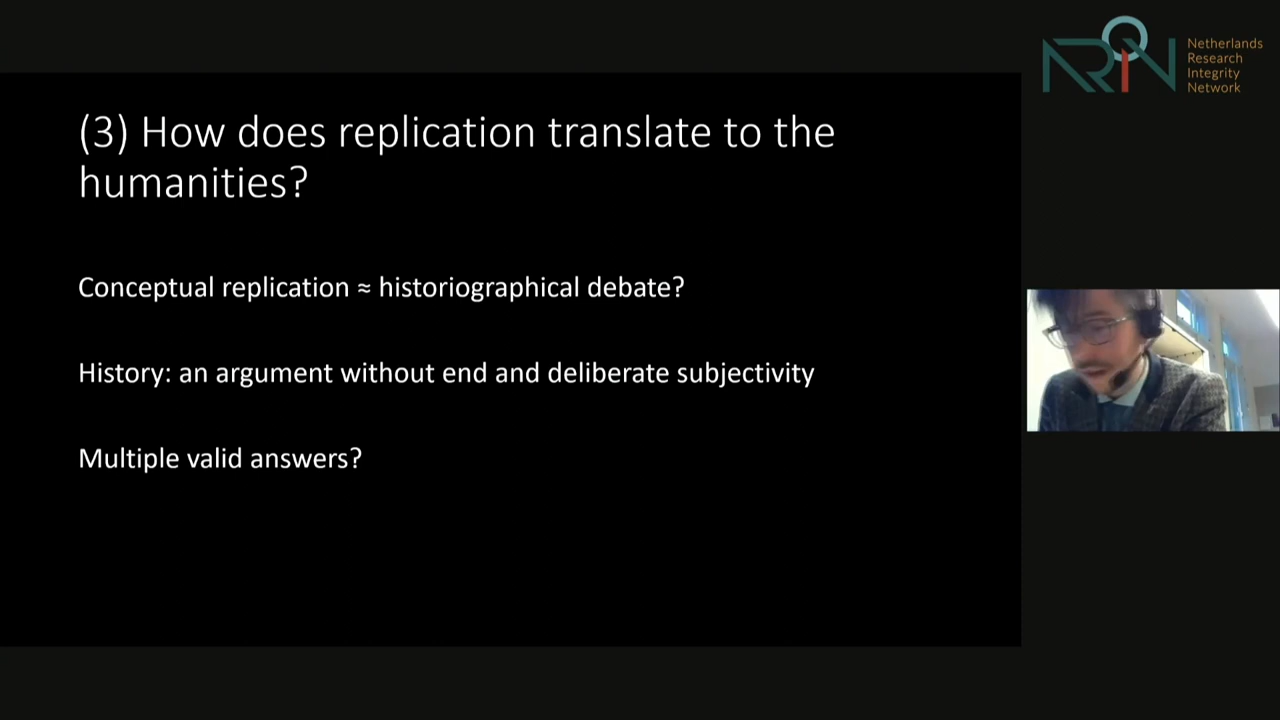 (3) How does replication translate to the
humanities?
Conceptual replication ≈ historiographical debate?
History: an argument without end and deliberate subjectivity
Multiple valid answers?
NRIN
Netherlands
Research
Integrity
Network